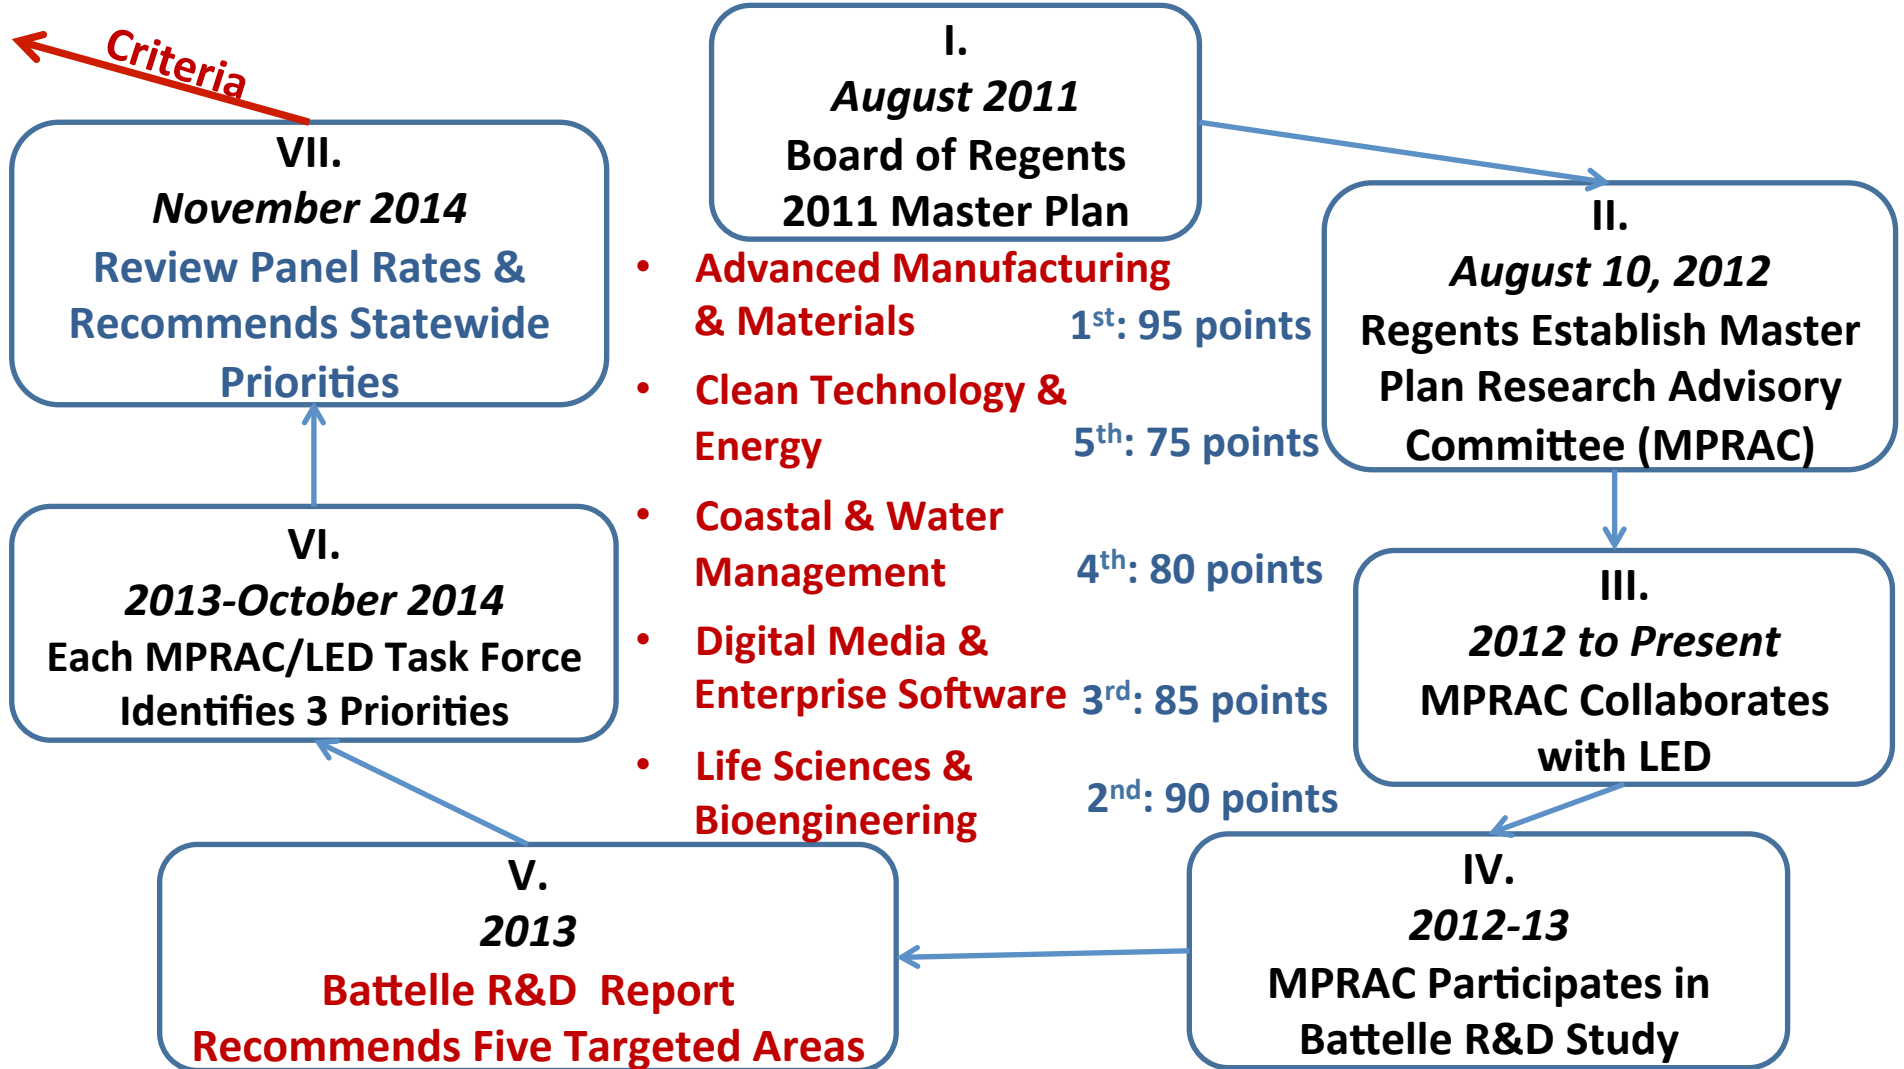 Criteria
I.
August 2011
Board of Regents
2011 Master Plan
II.
August 10, 2012
Regents Establish Master
Plan Research Advisory
Committee (MPRAC)
III.
2012 to Present
MPRAC Collaborates
with LED
IV.
2012-13
MPRAC Participates in
Battelle R&D Study
V.
2013
Battelle R&D Report
Recommends Five Targeted Areas
VI.
2013-October 2014
Each MPRAC/LED Task Force
Identifies 3 Priorities
VII.
November 2014
Review Panel Rates &
Recommends Statewide
Priorities
• Advanced Manufacturing
& Materials 1st: 95 points
• Clean Technology &
Energy 5th: 75 points
• Coastal & Water
Management 4th: 80 points
• Digital Media &
Enterprise Software 3rd: 85 points
• Life Sciences &
Bioengineering 2nd: 90 points